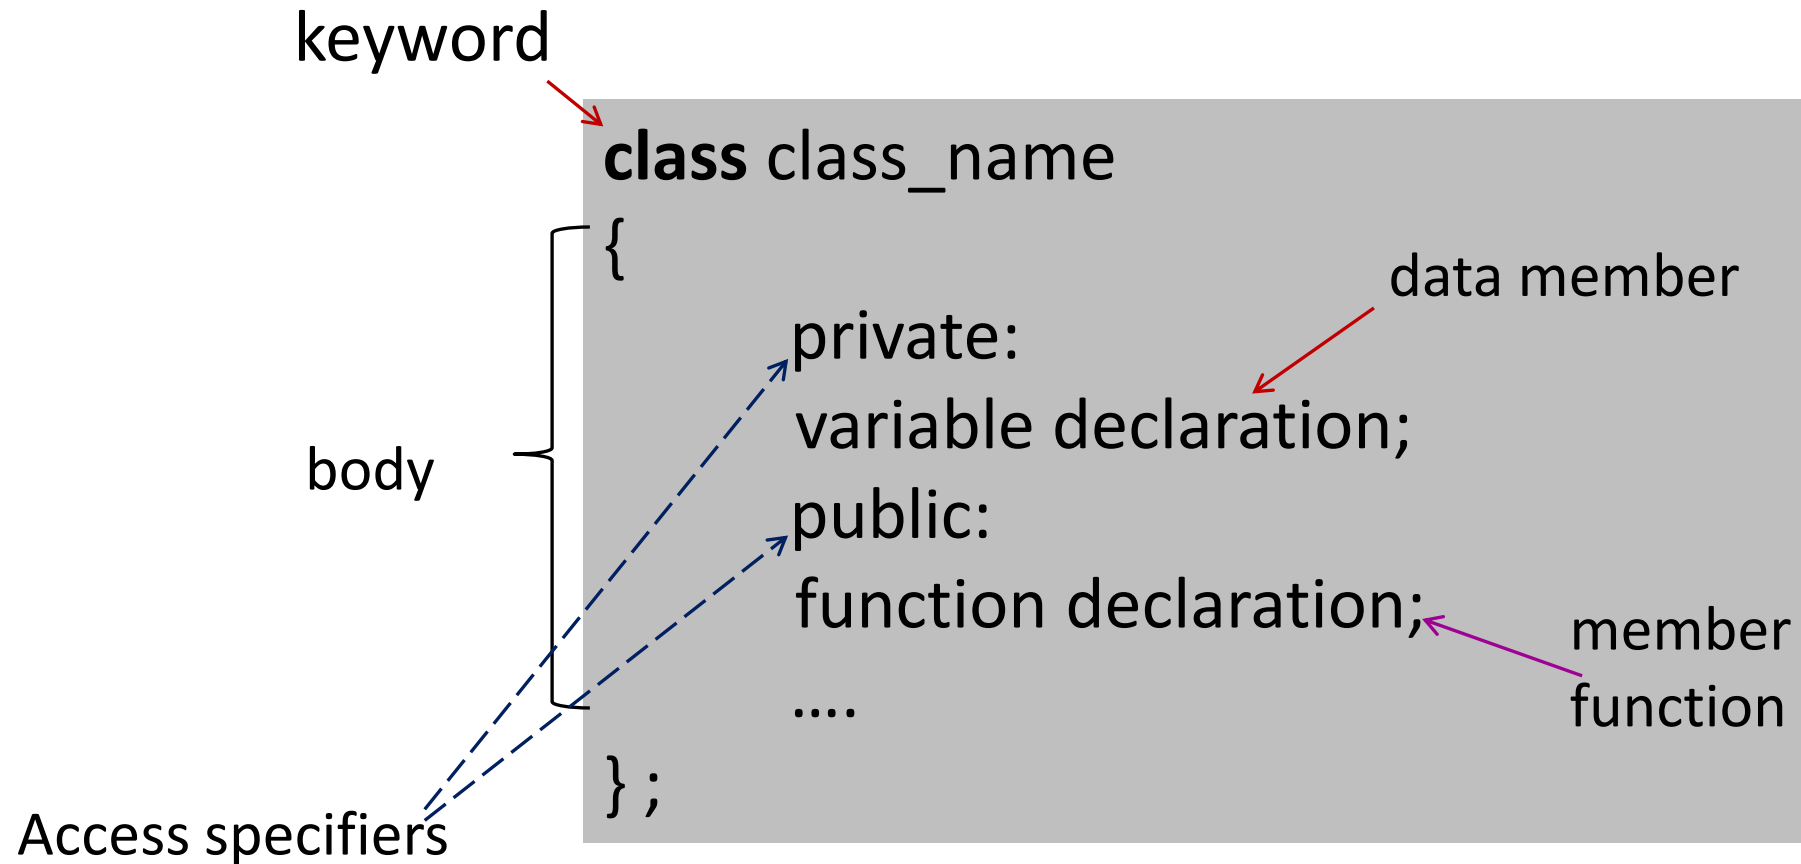 keyword
class class_name
{
data member
private:
variable declaration;
body
public:
function declaration;
member
function
....
} ;
Access specifiers